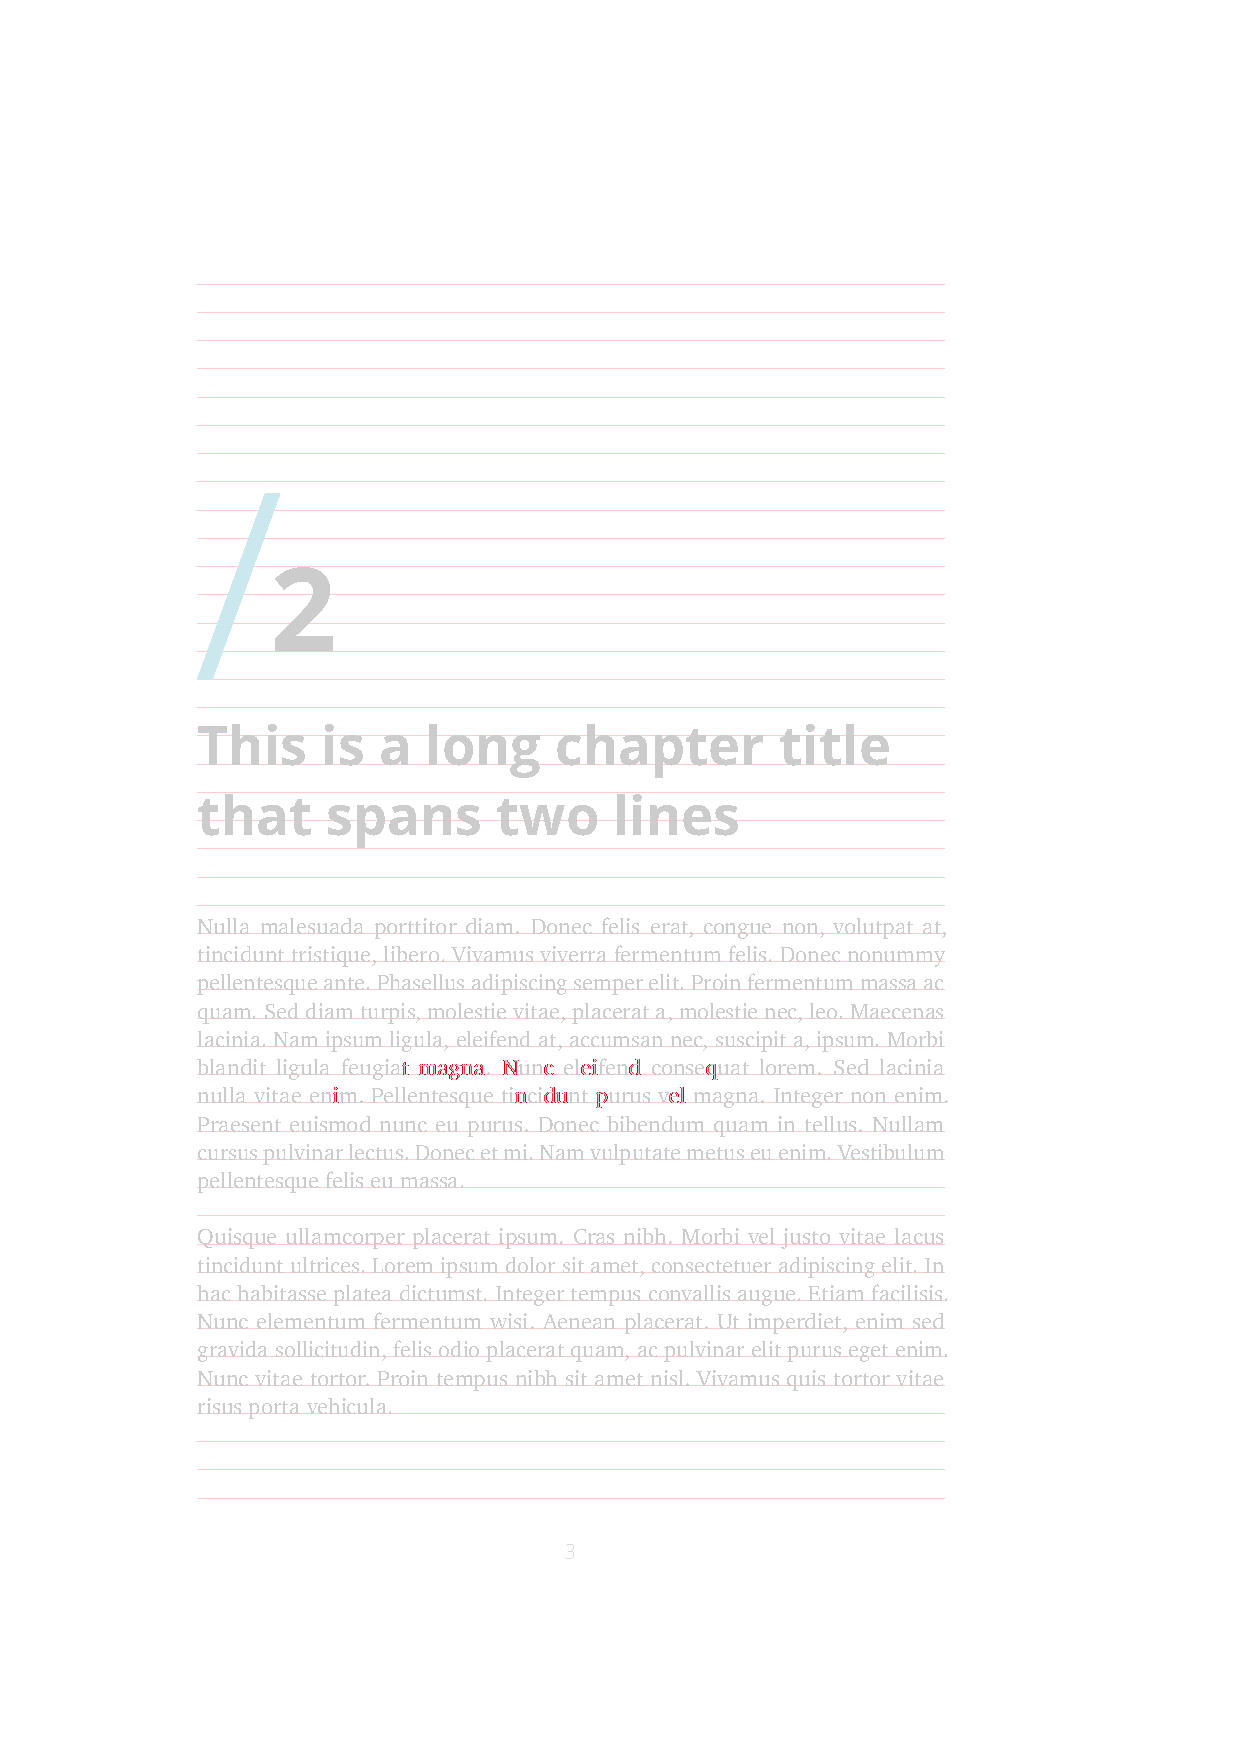 /2
This is a long chapter title
that spans two lines
Nulla malesuada porttitor diam. Donec felis erat, congue non, volutpat at,
tincidunt tristique, libero. Vivamus viverra fermentum felis. Donec nonummy
pellentesque ante. Phasellus adipiscing semper elit. Proin fermentum massa ac
quam. Sed diam turpis, molestie vitae, placerat a, molestie nec, leo. Maecenas
lacinia. Nam ipsum ligula, eleifend at, accumsan nec, suscipit a, ipsum. Morbi
blandit ligula feugiat magna. Nunc eleifend consequat lorem. Sed lacinia
nulla vitae enim. Pellentesque tincidunt purus vel magna. Integer non enim.
Praesent euismod nunc eu purus. Donec bibendum quam in tellus. Nullam
cursus pulvinar lectus. Donec et mi. Nam vulputate metus eu enim. Vestibulum
pellentesque felis eu massa.
Quisque ullamcorper placerat ipsum. Cras nibh. Morbi vel justo vitae lacus
tincidunt ultrices. Lorem ipsum dolor sit amet, consectetuer adipiscing elit. In
hac habitasse platea dictumst. Integer tempus convallis augue. Etiam facilisis.
Nunc elementum fermentum wisi. Aenean placerat. Ut imperdiet, enim sed
gravida sollicitudin, felis odio placerat quam, ac pulvinar elit purus eget enim.
Nunc vitae tortor. Proin tempus nibh sit amet nisl. Vivamus quis tortor vitae
risus porta vehicula.
3